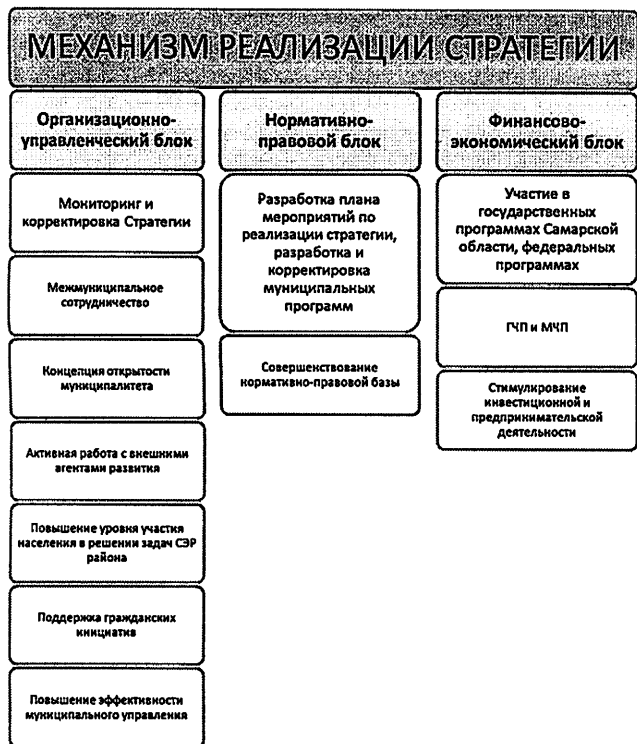 МЕХАНИЗМ РЕАЛИЗАЦИИ СТРАТЕГИИ
Организационно-
управленческий блок
Мониторинг и
корректировка Стратегии
Межмуниципальное
сотрудничество
Концепция открытости
муниципалитета
Активная работа с внешними
агентами развития
Повышение уровня участия
населения в решении задач СЭР
района
Поддержка гражданских
инициатив
Повышение эффективности
муниципального управления
Нормативно-
правовой блок
Разработка плана
мероприятий по
реализации стратегии,
разработка и
корректировка
муниципальных
программ
Совершенствование
нормативно-правовой базы
Финансово-
экономический блок
Участие в
государственных
программах Самарской
области, федеральных
программах
ГЧП и МЧП
Стимулирование
инвестиционной и
предпринимательской
деятельности